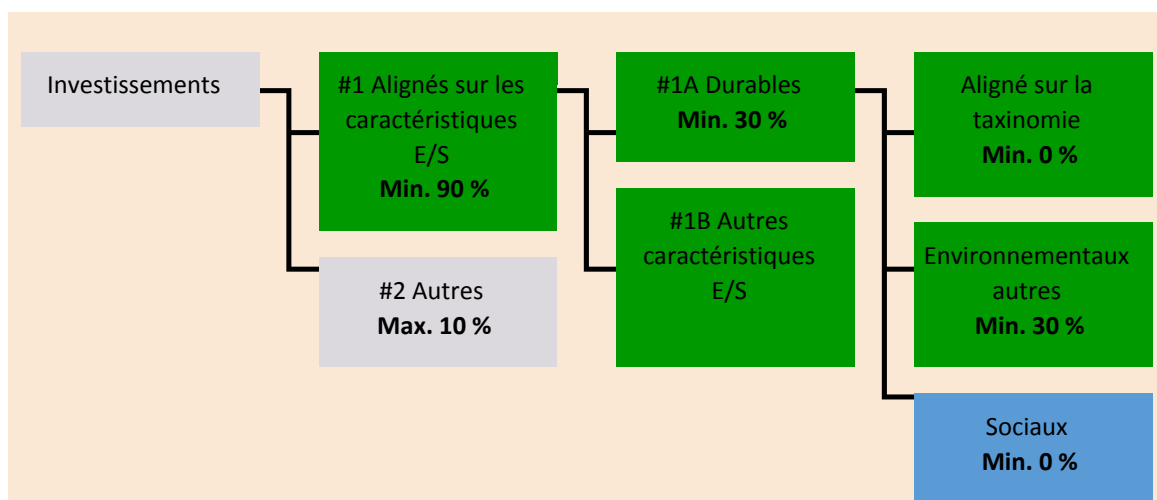 Investissements
#1 Alignés sur les
caractéristiques
E/S
Min. 90 %
#2 Autres
Max. 10 %
#1A Durables
Min. 30 %
#1B Autres
caractéristiques
E/S
Aligné sur la
taxinomie
Min. 0 %
Environnementaux
autres
Min. 30 %
Sociaux
Min. 0 %